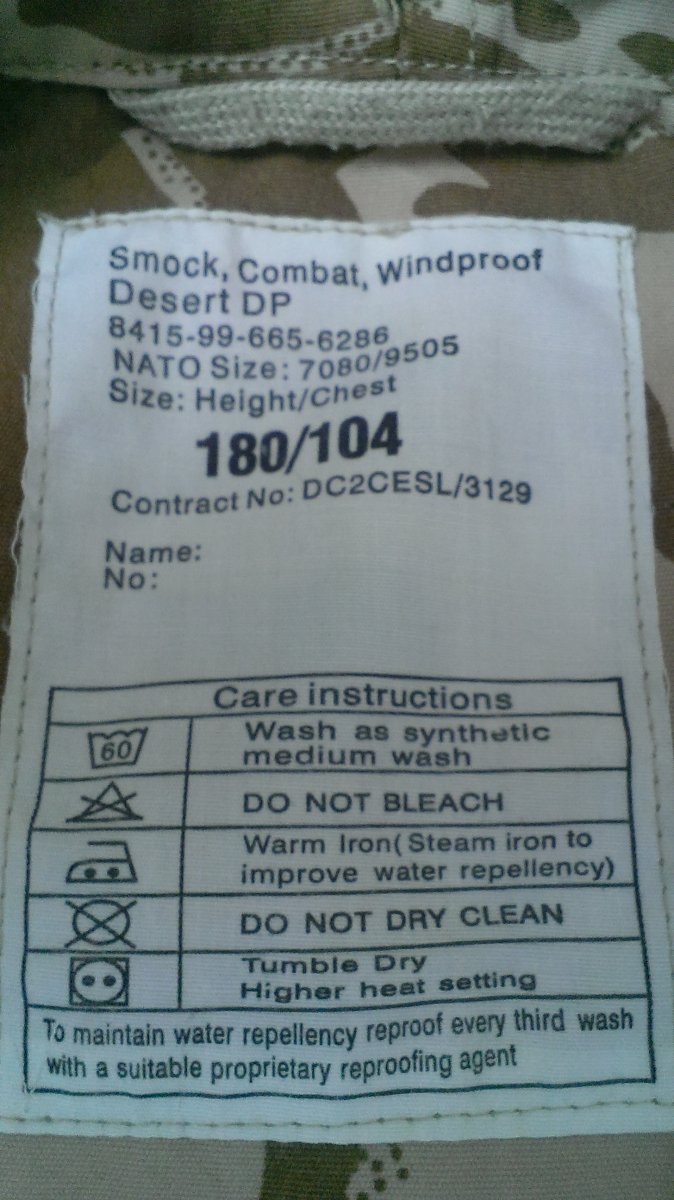 Smock, Combat, Windproof
Desert DP
8415-99-665-6286
NATO Size: 7080/9505
Size: Height/Chest
180/104
Contract No: DC2CESL/3129
Name:
No:
Care instructions
60
Wash as synthetic
medium wash
DO NOT BLEACH
Warm Iron(Steam iron to
improve water repellency)
DO NOT DRY CLEAN
Tumble Dry
Higher heat setting
To maintain water repellency reproof every third wash
with a suitable proprietary reproofing agent